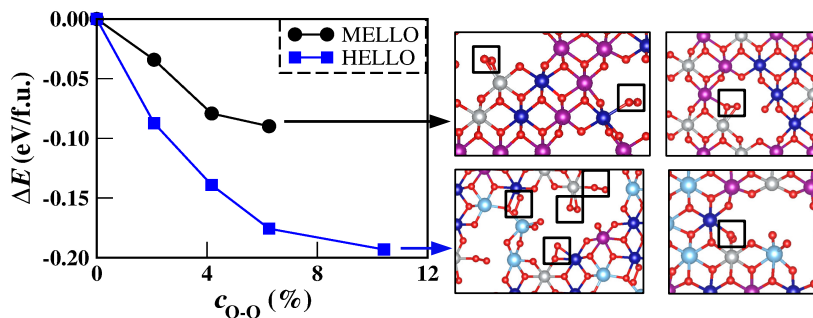 0.00
-0.05
-0.10
-0.15
-0.20
ΔE (eV/f.u.)
MELLO
HELLO
0
4
8
12
c_O-O (%)